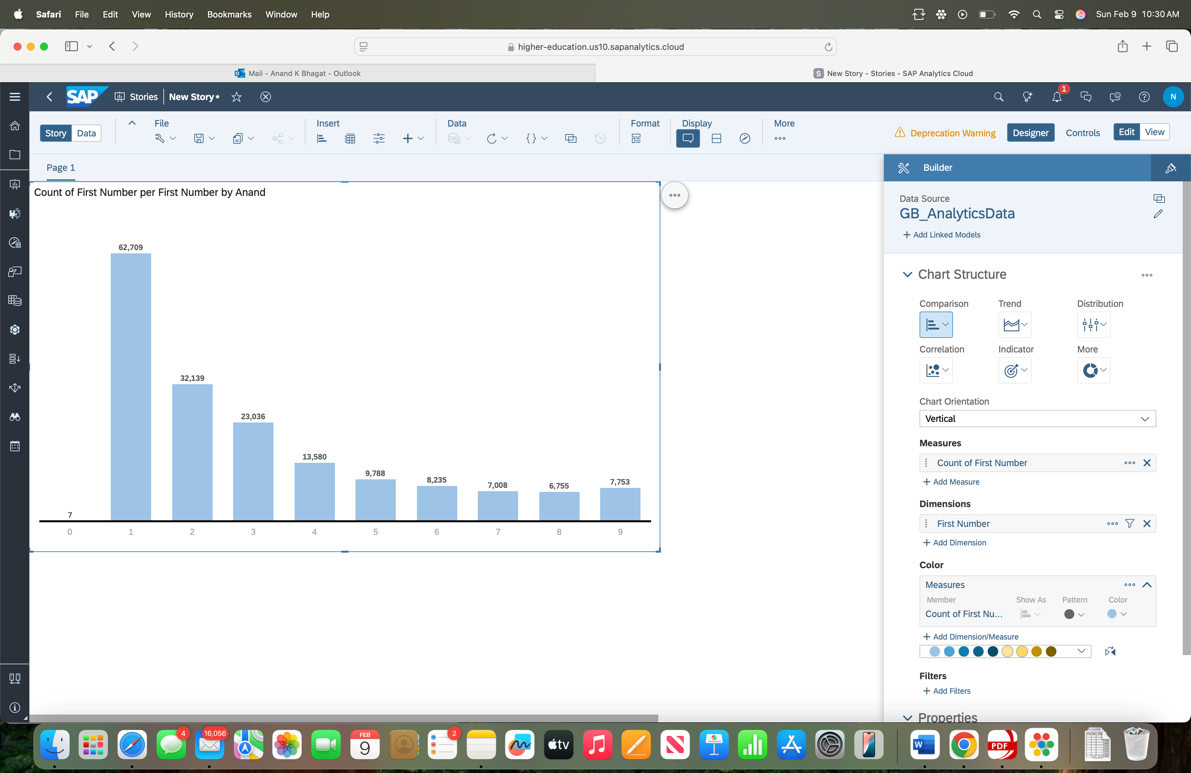 Safari File Edit View History Bookmarks Window Help Sun Feb 9 10:30 AM
higher-education.us10.sapanalytics.cloud
Mail - Anand K Bhagat - Outlook S New Story - Stories - SAP Analytics Cloud
SAP Stories New Story* 1 N
Story Data File Insert Data Format Display More Deprecation Warning Designer Controls Edit View
Page 1
Builder
Count of First Number per First Number by Anand
62,709
32,139
23,036
13,580
9,788
8,235
7,008
6,755
7,753
7
0 1 2 3 4 5 6 7 8 9
Data Source
GB_AnalyticsData
+ Add Linked Models
Chart Structure
Comparison Trend Distribution
Correlation Indicator More
Chart Orientation
Vertical
Measures
Count of First Number
+ Add Measure
Dimensions
First Number
+ Add Dimension
Color
Measures
Member Show As Pattern Color
Count of First Nu...
+ Add Dimension/Measure
Filters
+ Add Filters
Properties
4 16,056 FEB 9 2 tv W PDF